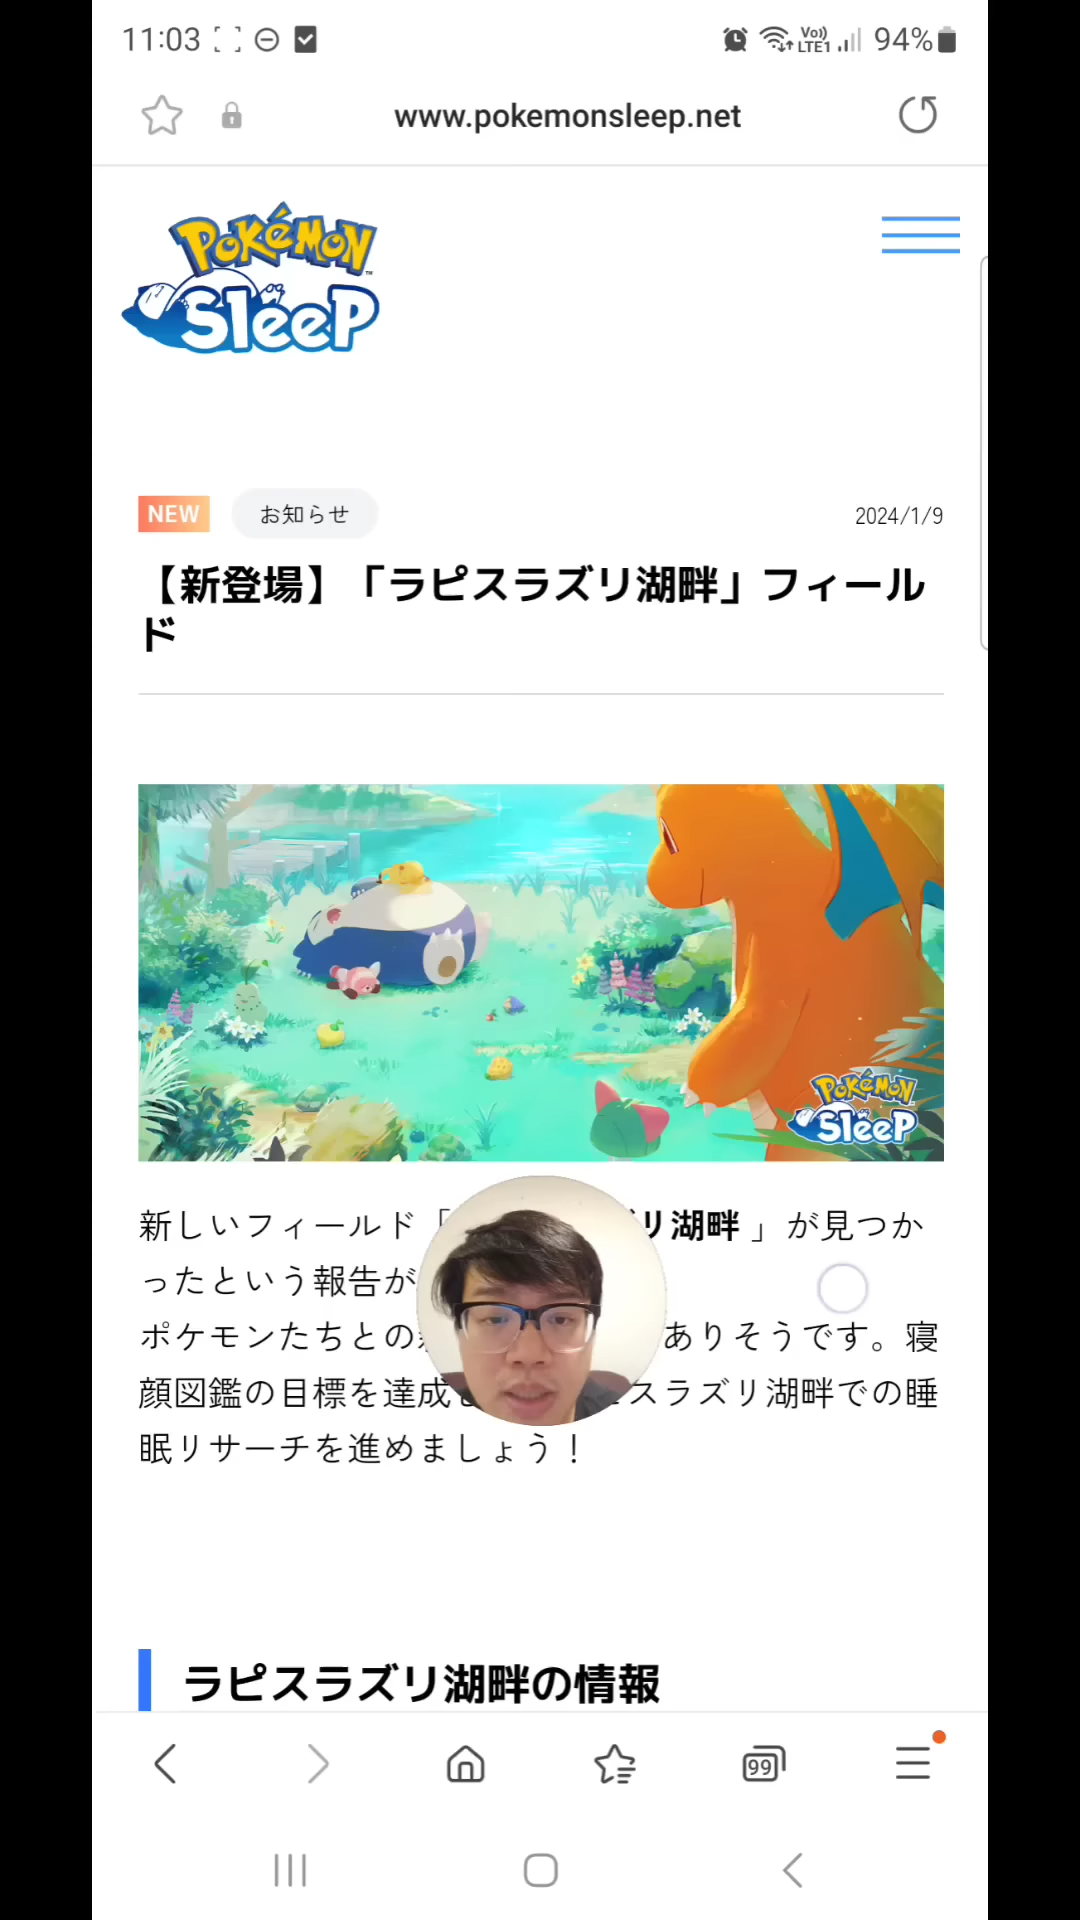 11:03
Vo)) LTE1 94%
www.pokemonsleep.net
POKéMON
Sleep
NEW お知らせ 2024/1/9
【新登場】「ラピスラズリ湖畔」フィール
ド
POKéMON
Sleep
新しいフィールド「 リ湖畔 」が見つか
ったという報告が
ポケモンたちとの ありそうです。寝
顔図鑑の目標を達成 スラズリ湖畔での睡
眠リサーチを進めましょう！
ラピスラズリ湖畔の情報
99